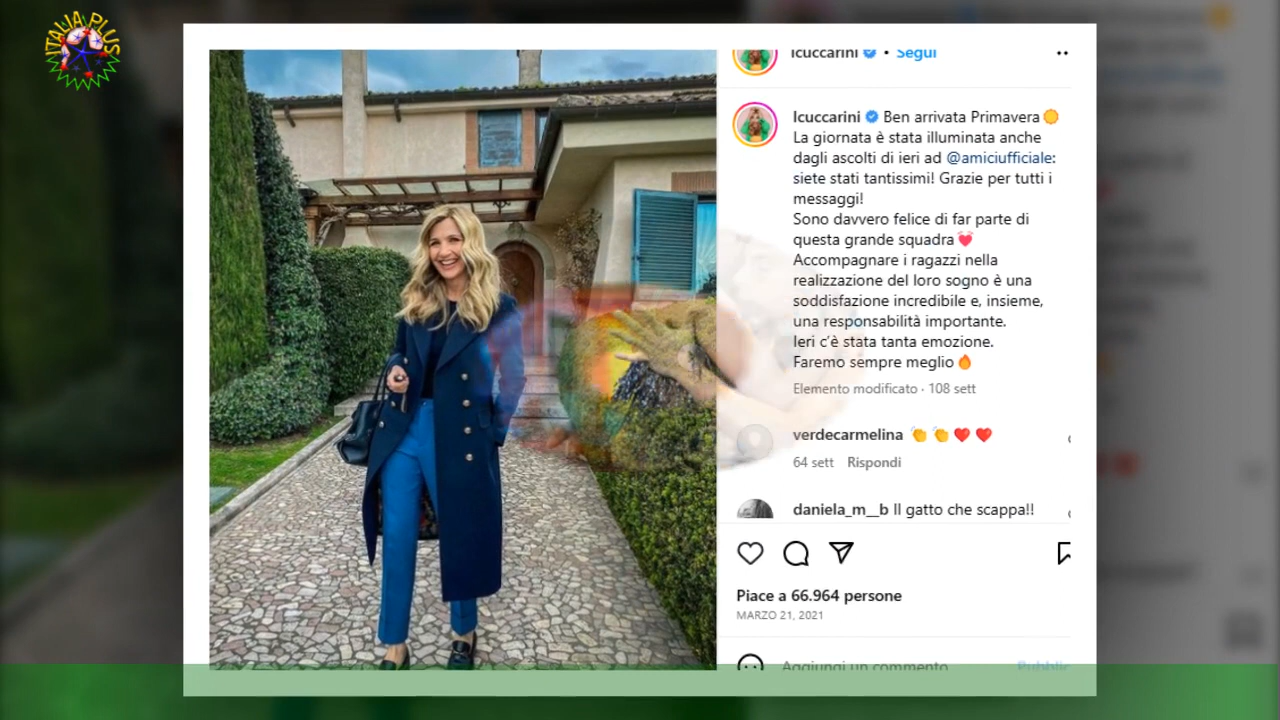 ITALIA PLUS
lcuccarini • Segui
lcuccarini Ben arrivata Primavera
La giornata è stata illuminata anche
dagli ascolti di ieri ad @amiciufficiale:
siete stati tantissimi! Grazie per tutti i
messaggi!
Sono davvero felice di far parte di
questa grande squadra
Accompagnare i ragazzi nella
realizzazione del loro sogno è una
soddisfazione incredibile e, insieme,
una responsabilità importante.
Ieri c'è stata tanta emozione.
Faremo sempre meglio
Elemento modificato · 108 sett
verdecarmelina
64 sett Rispondi
daniela_m__b Il gatto che scappa!!
Piace a 66.964 persone
MARZO 21, 2021
Aggiungi un commento